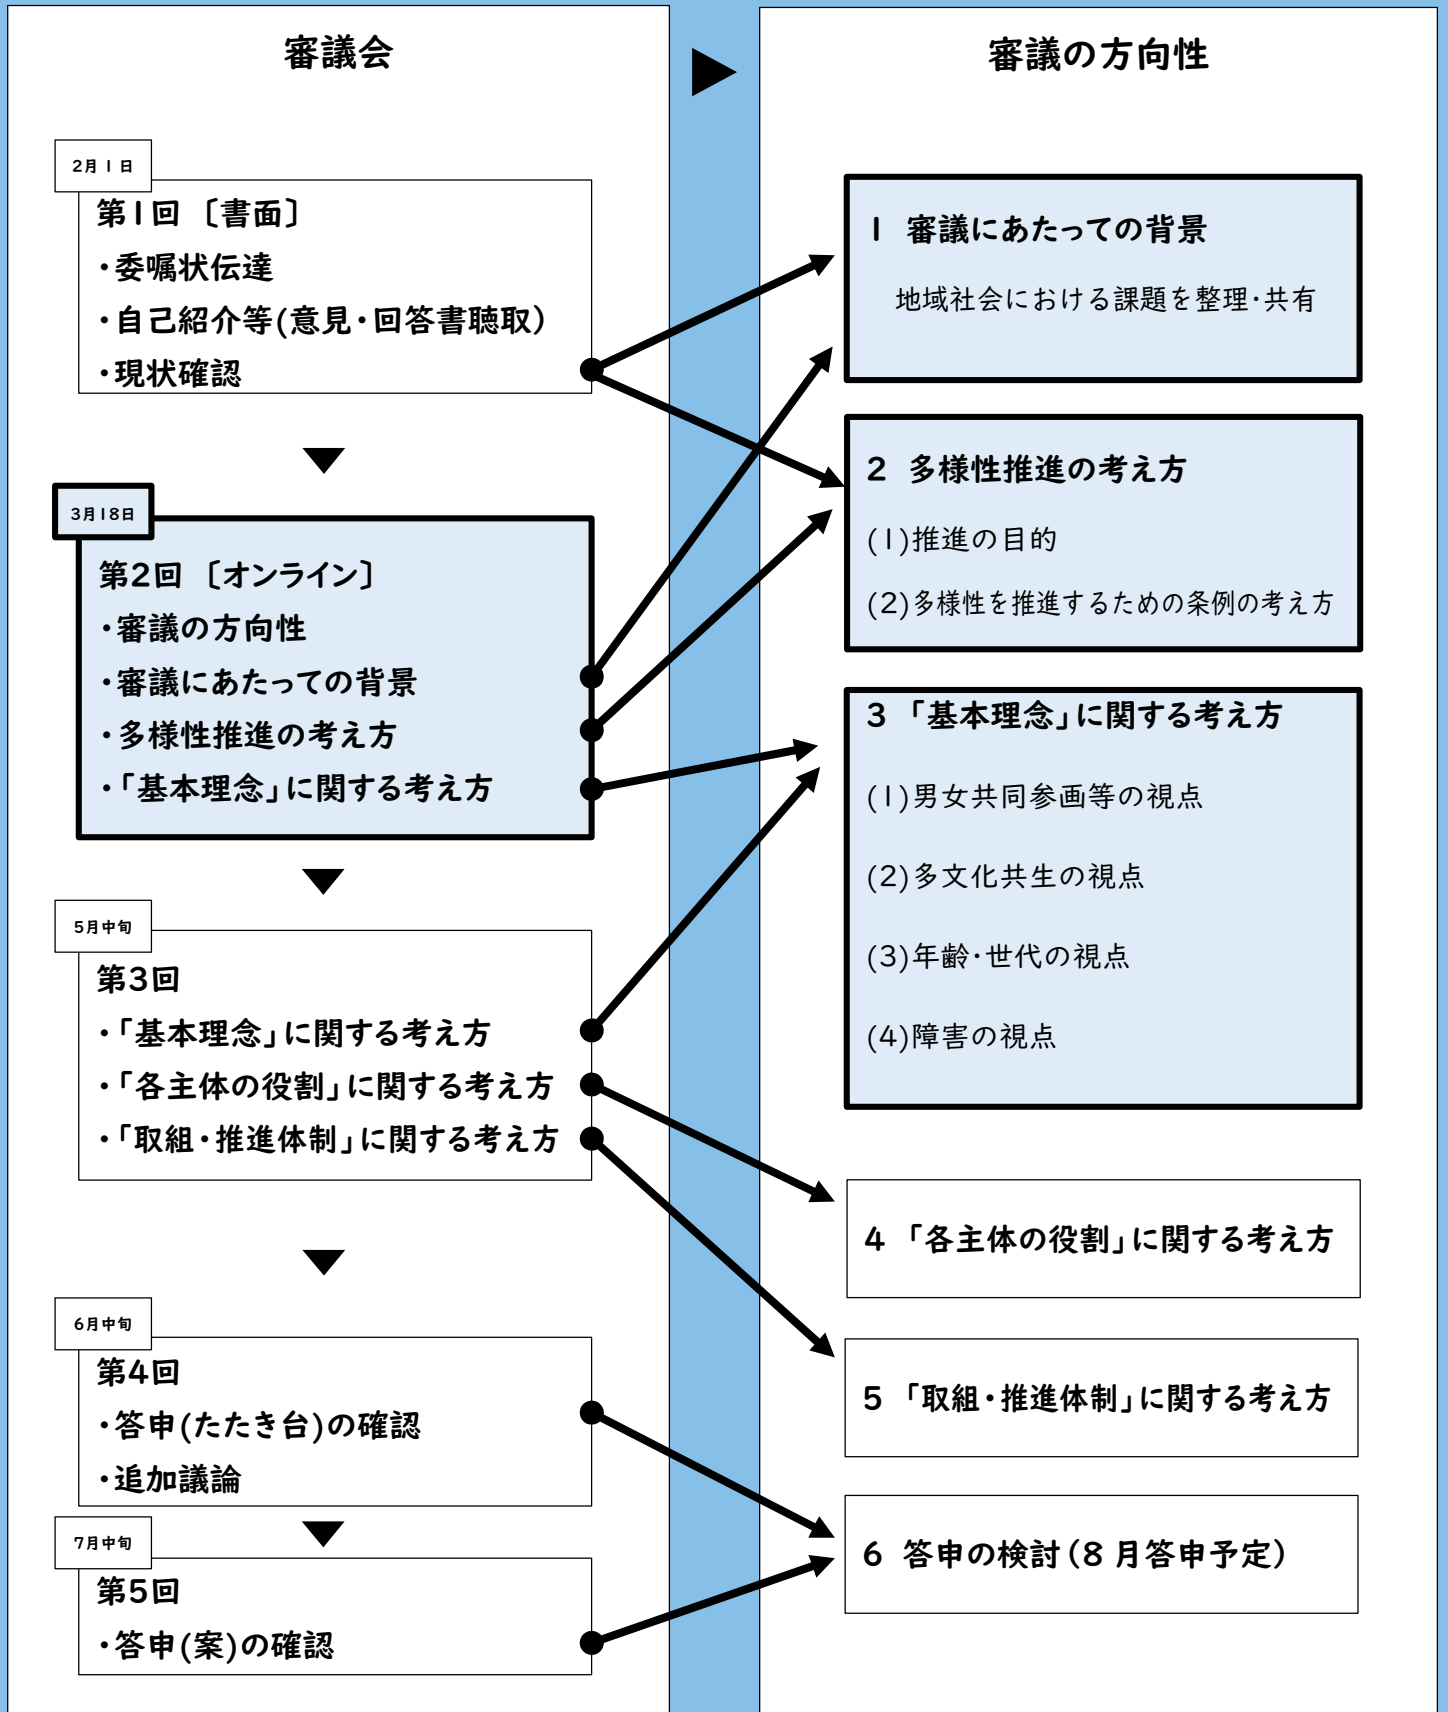 審議会
2月1日
第1回〔書面〕
・委嘱状伝達
・自己紹介等(意見・回答書聴取)
・現状確認
3月18日
第2回〔オンライン〕
・審議の方向性
・審議にあたっての背景
・多様性推進の考え方
・「基本理念」に関する考え方
5月中旬
第3回
・「基本理念」に関する考え方
・「各主体の役割」に関する考え方
・「取組・推進体制」に関する考え方
6月中旬
第4回
・答申(たたき台)の確認
・追加議論
7月中旬
第5回
・答申(案)の確認
審議の方向性
1 審議にあたっての背景
地域社会における課題を整理・共有
2 多様性推進の考え方
(1)推進の目的
(2)多様性を推進するための条例の考え方
3 「基本理念」に関する考え方
(1)男女共同参画等の視点
(2)多文化共生の視点
(3)年齢・世代の視点
(4)障害の視点
4 「各主体の役割」に関する考え方
5 「取組・推進体制」に関する考え方
6 答申の検討(8月答申予定)